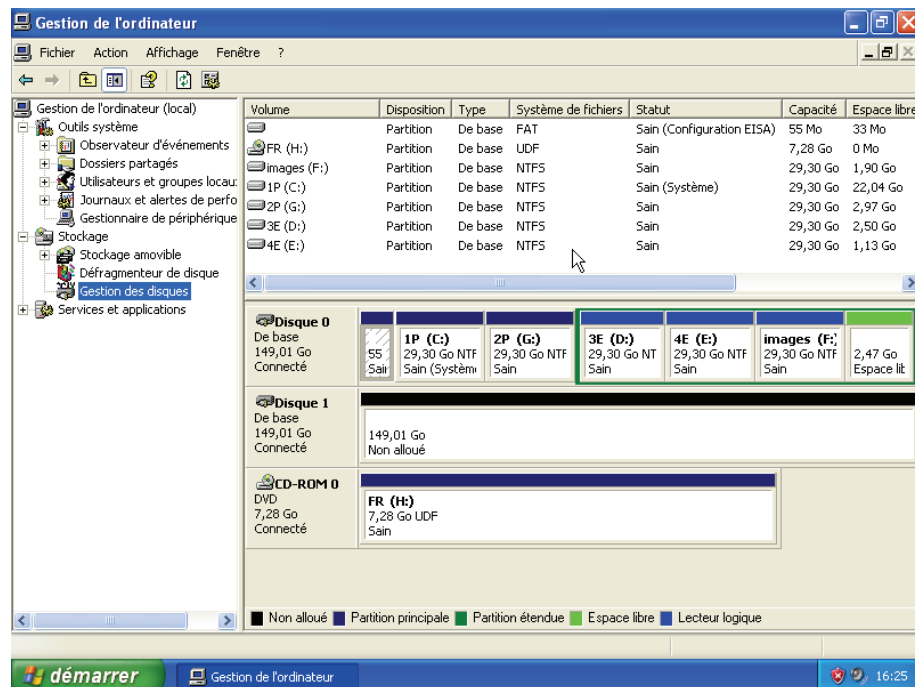 Gestion de l'ordinateur
Fichier Action Affichage Fenêtre ?
Gestion de l'ordinateur (local)
Outils système
Observateur d'événements
Dossiers partagés
Utilisateurs et groupes locau
Journaux et alertes de perfo
Gestionnaire de périphérique
Stockage
Stockage amovible
Défragmenteur de disque
Gestion des disques
Services et applications
Volume Disposition Type Système de fichiers Statut Capacité Espace libre
Partition De base FAT Sain (Configuration EISA) 55 Mo 33 Mo
FR (H:) Partition De base UDF Sain 7,28 Go 0 Mo
images (F:) Partition De base NTFS Sain 29,30 Go 1,90 Go
1P (C:) Partition De base NTFS Sain (Système) 29,30 Go 22,04 Go
2P (G:) Partition De base NTFS Sain 29,30 Go 2,97 Go
3E (D:) Partition De base NTFS Sain 29,30 Go 2,50 Go
4E (E:) Partition De base NTFS Sain 29,30 Go 1,13 Go
Disque 0
De base
149,01 Go
Connecté
55
Sair
1P (C:)
29,30 Go NTF
Sain (Systèm
2P (G:)
29,30 Go NTF
Sain
3E (D:)
29,30 Go NT
Sain
4E (E:)
29,30 Go NTF
Sain
images (F:
29,30 Go NTF
Sain
2,47 Go
Espace lit
Disque 1
De base
149,01 Go
Connecté
149,01 Go
Non alloué
CD-ROM 0
DVD
7,28 Go
Connecté
FR (H:)
7,28 Go UDF
Sain
Non alloué Partition principale Partition étendue Espace libre Lecteur logique
démarrer Gestion de l'ordinateur 16:25